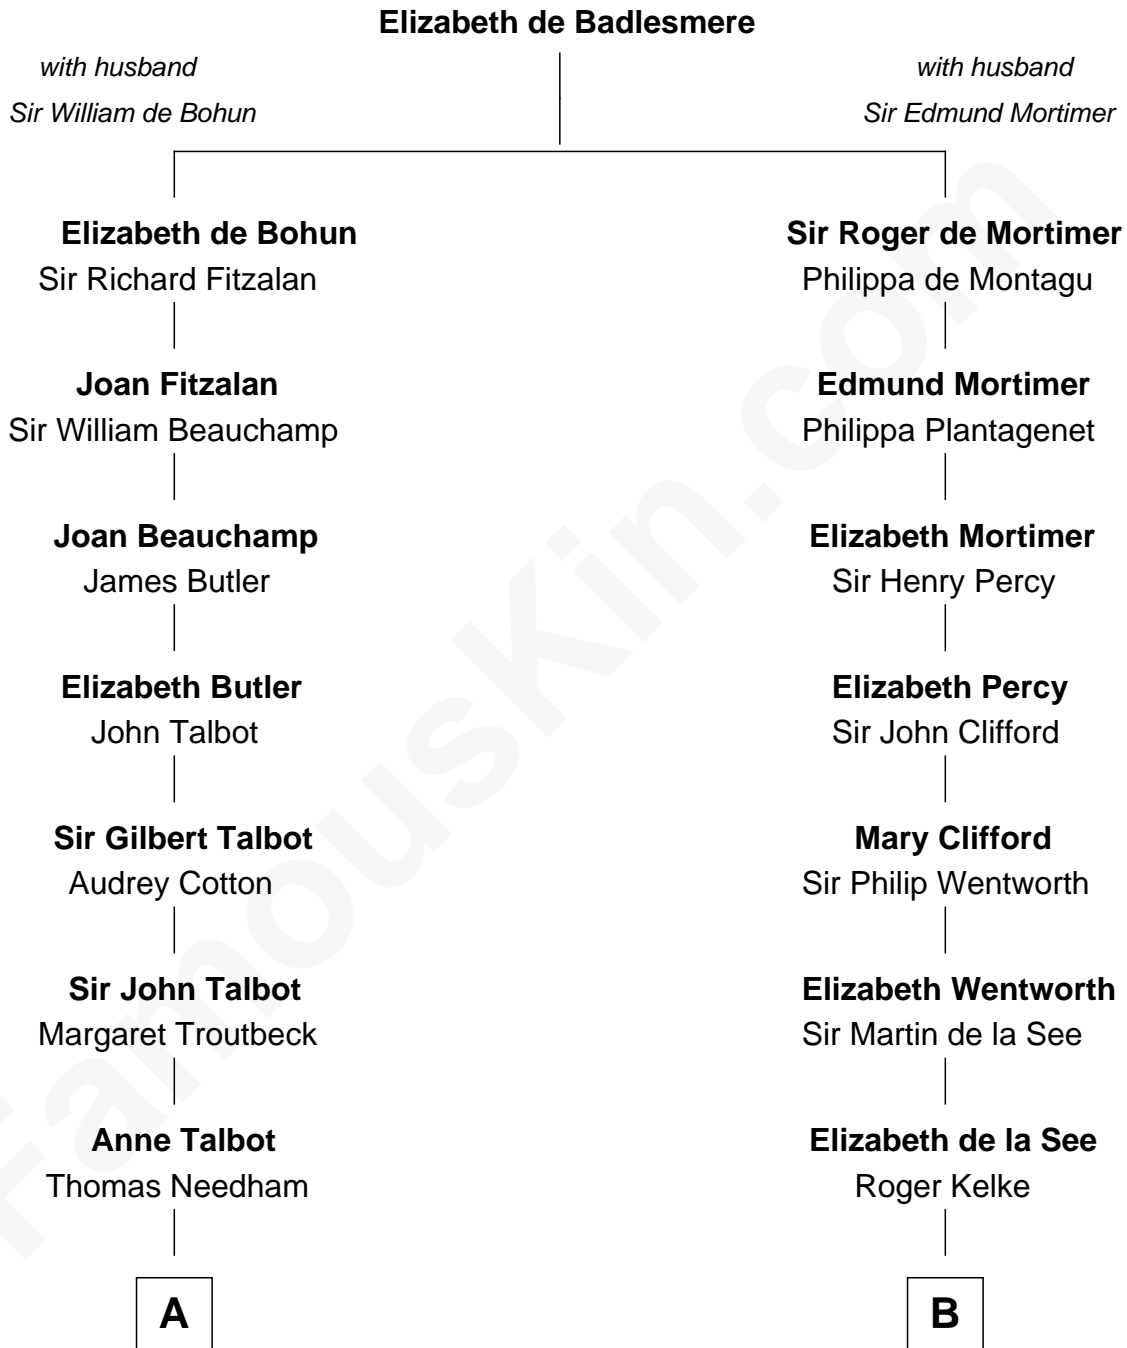 Elizabeth de Badlesmere
with husband
Sir William de Bohun
with husband
Sir Edmund Mortimer
Elizabeth de Bohun
Sir Richard Fitzalan
Sir Roger de Mortimer
Philippa de Montagu
Joan Fitzalan
Sir William Beauchamp
Edmund Mortimer
Philippa Plantagenet
Joan Beauchamp
James Butler
Elizabeth Mortimer
Sir Henry Percy
Elizabeth Butler
John Talbot
Elizabeth Percy
Sir John Clifford
Sir Gilbert Talbot
Audrey Cotton
Mary Clifford
Sir Philip Wentworth
Sir John Talbot
Margaret Troutbeck
Elizabeth Wentworth
Sir Martin de la See
Anne Talbot
Thomas Needham
Elizabeth de la See
Roger Kelke
A
B
FamousKin.com